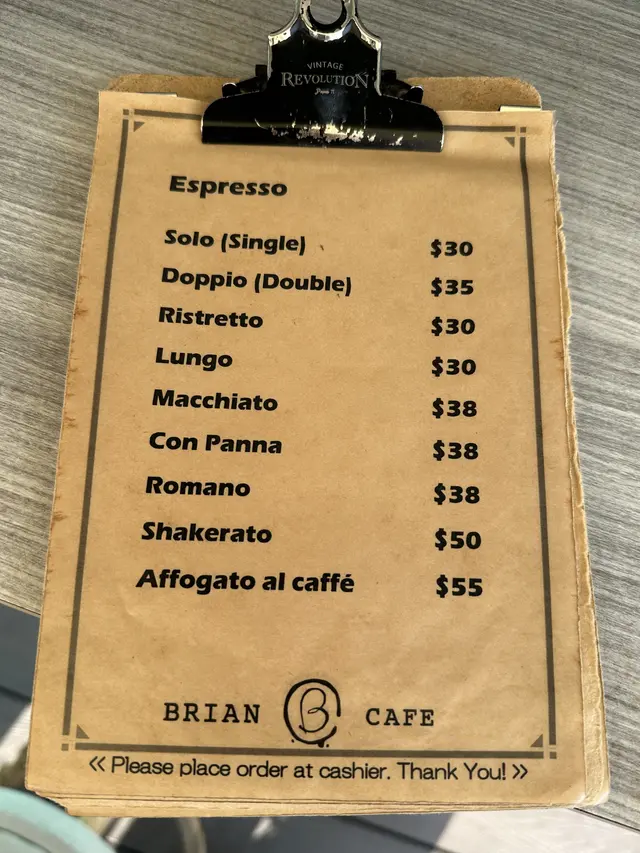 VINTAGE
REVOLUTION
Espresso
Solo (Single) $30
Doppio (Double) $35
Ristretto $30
Lungo $30
Macchiato $38
Con Panna $38
Romano $38
Shakerato $50
Affogato al caffé $55
BRIAN B CAFE
« Please place order at cashier. Thank You! »